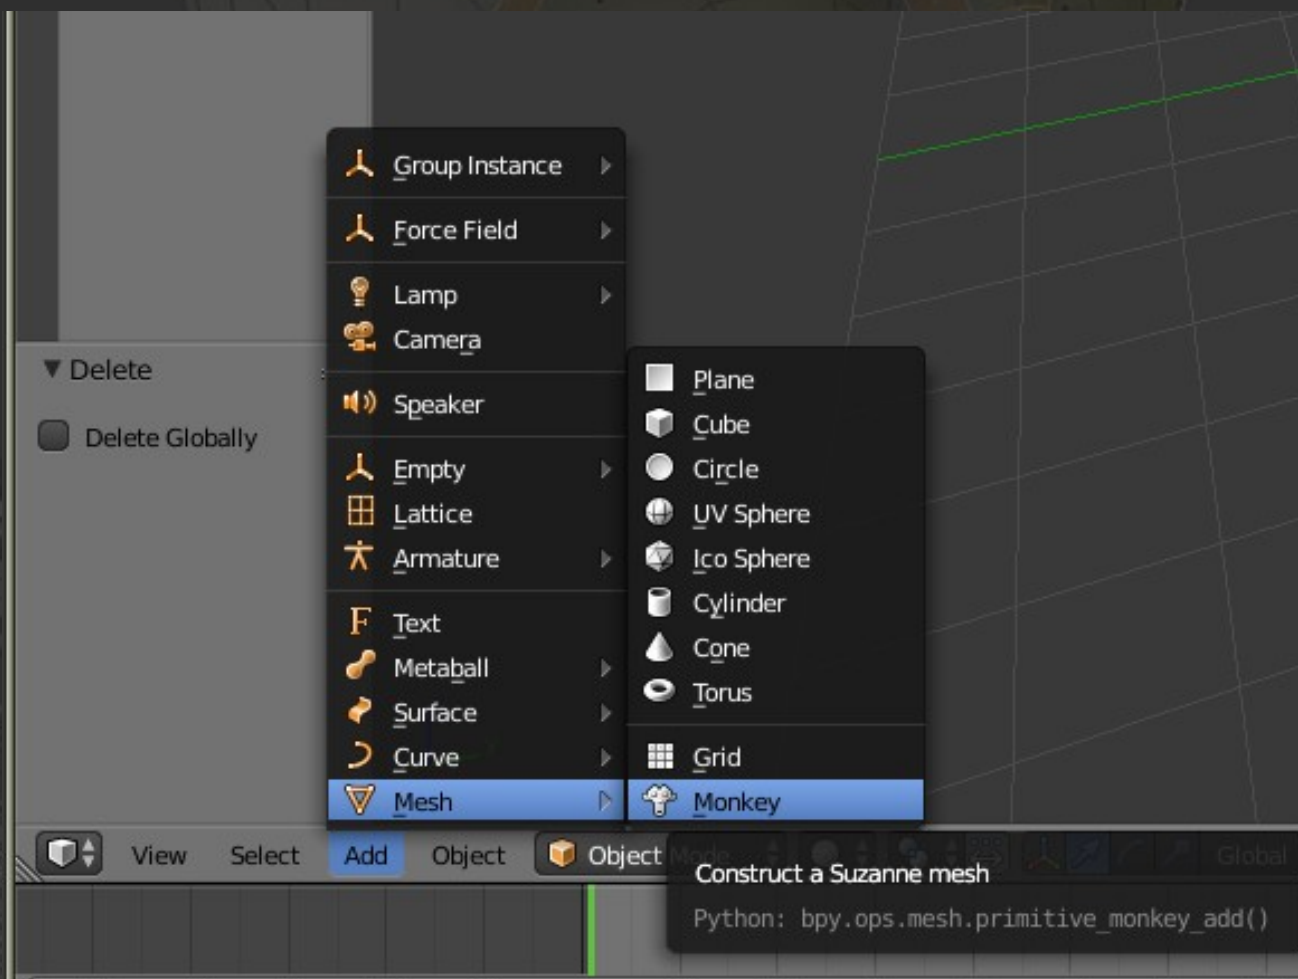 Group Instance
Force Field
Lamp
Camera
Speaker
Empty
Lattice
Armature
Text
Metaball
Surface
Curve
Mesh
Plane
Cube
Circle
UV Sphere
Ico Sphere
Cylinder
Cone
Torus
Grid
Monkey
Delete
Delete Globally
View Select Add Object Object Mode Global
Construct a Suzanne mesh
Python: bpy.ops.mesh.primitive_monkey_add()